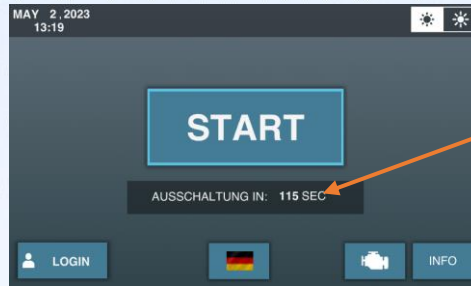 MAY 2,2023
13:19
START
AUSSCHALTUNG IN: 115 SEC
LOGIN
INFO